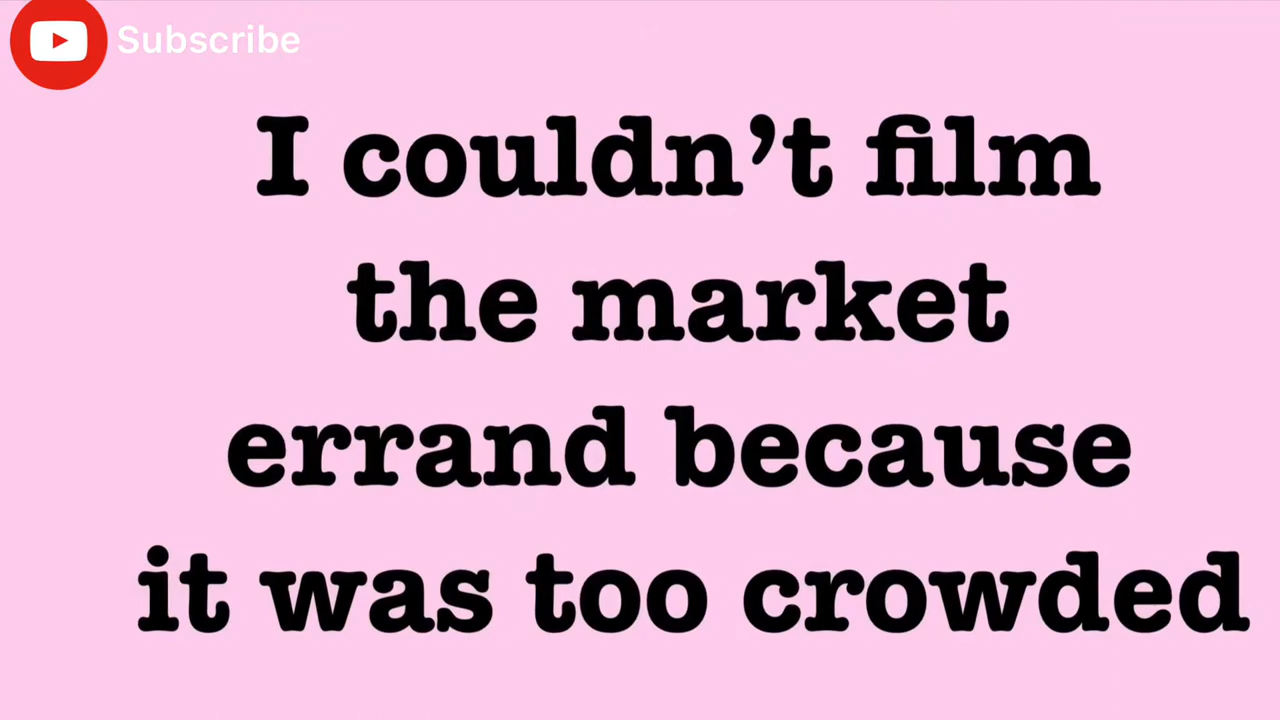 Subscribe
I couldn’t film
the market
errand because
it was too crowded